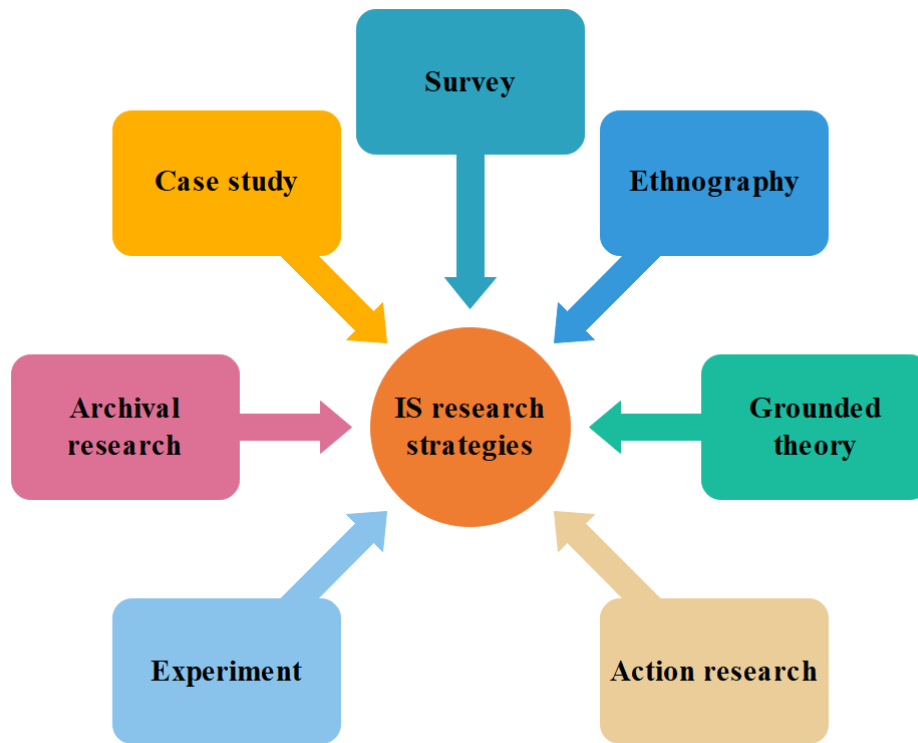 Survey
Case study
Ethnography
Archival
research
IS research
strategies
Grounded
theory
Experiment
Action research